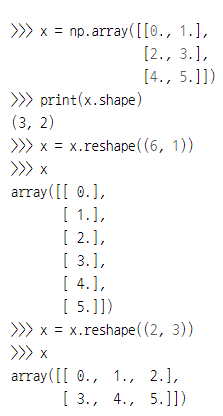 >>> x = np.array([[0., 1.],
                  [2., 3.],
                  [4., 5.]])
>>> print(x.shape)
(3, 2)
>>> x = x.reshape((6, 1))
>>> x
array([[ 0.],
       [ 1.],
       [ 2.],
       [ 3.],
       [ 4.],
       [ 5.]])
>>> x = x.reshape((2, 3))
>>> x
array([[ 0., 1., 2.],
       [ 3., 4., 5.]])